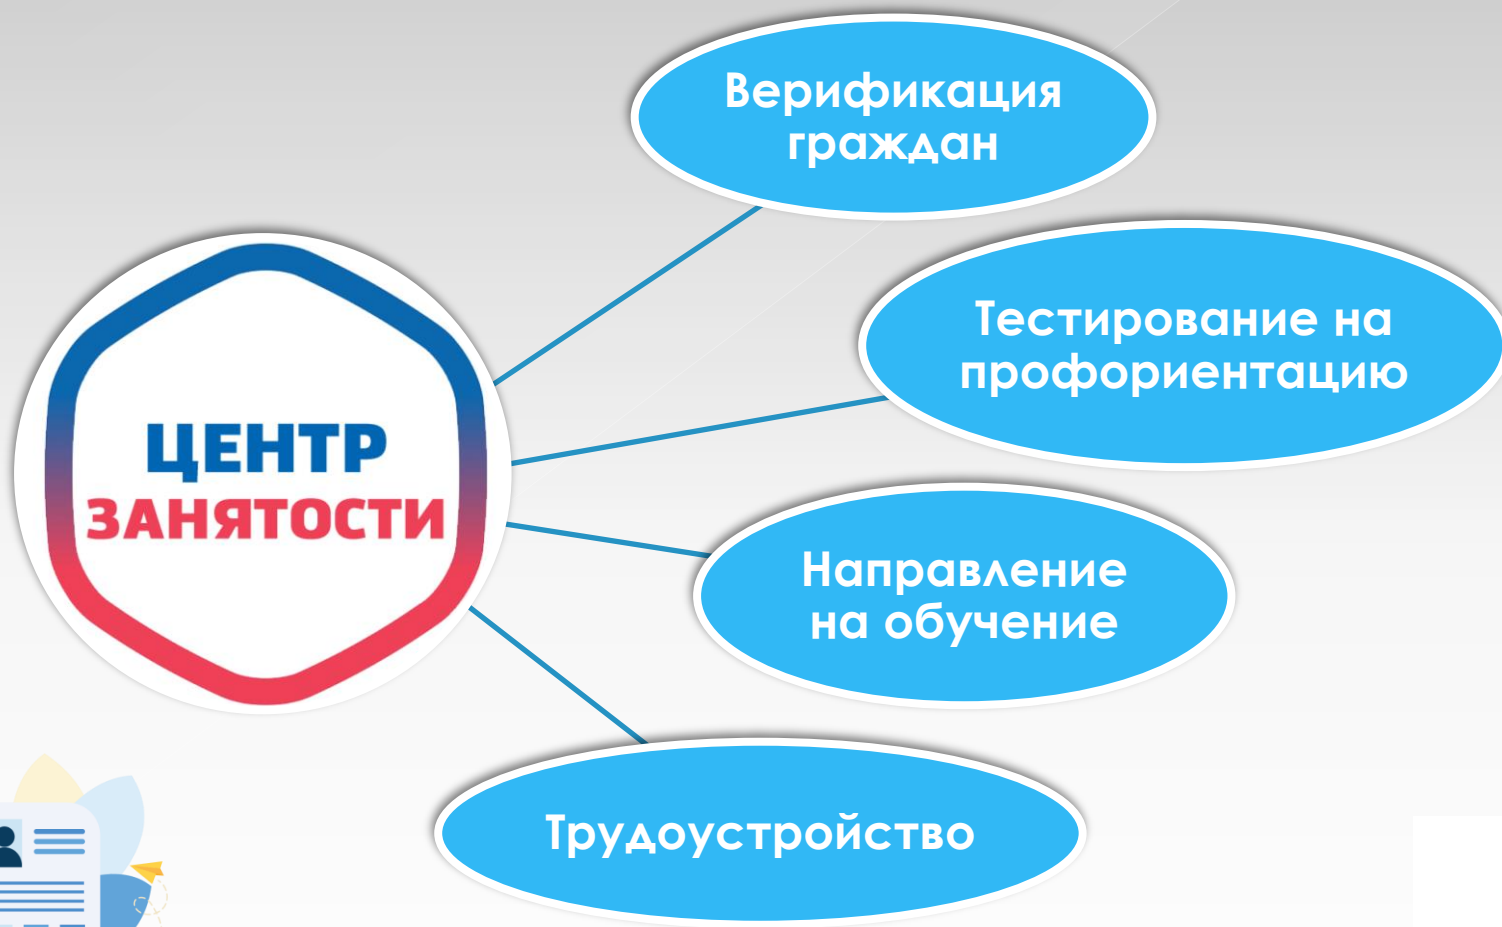 Верификация
граждан
Тестирование на
профориентацию
ЦЕНТР
ЗАНЯТОСТИ
Направление
на обучение
Трудоустройство